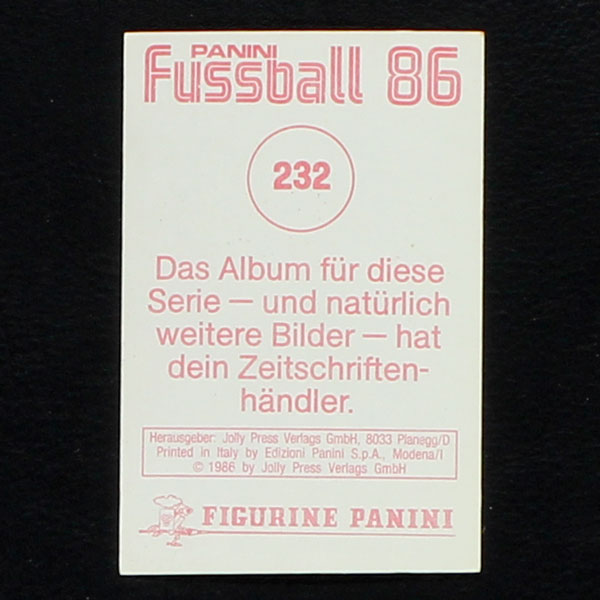 PANINI
Fussball 86
232
Das Album für diese
Serie — und natürlich
weitere Bilder — hat
dein Zeitschriften-
händler.
Herausgeber: Jolly Press Verlags GmbH, 8033 Planegg/D
Printed in Italy by Edizioni Panini S.p.A., Modena/I
© 1986 by Jolly Press Verlags GmbH
FIGURINE PANINI